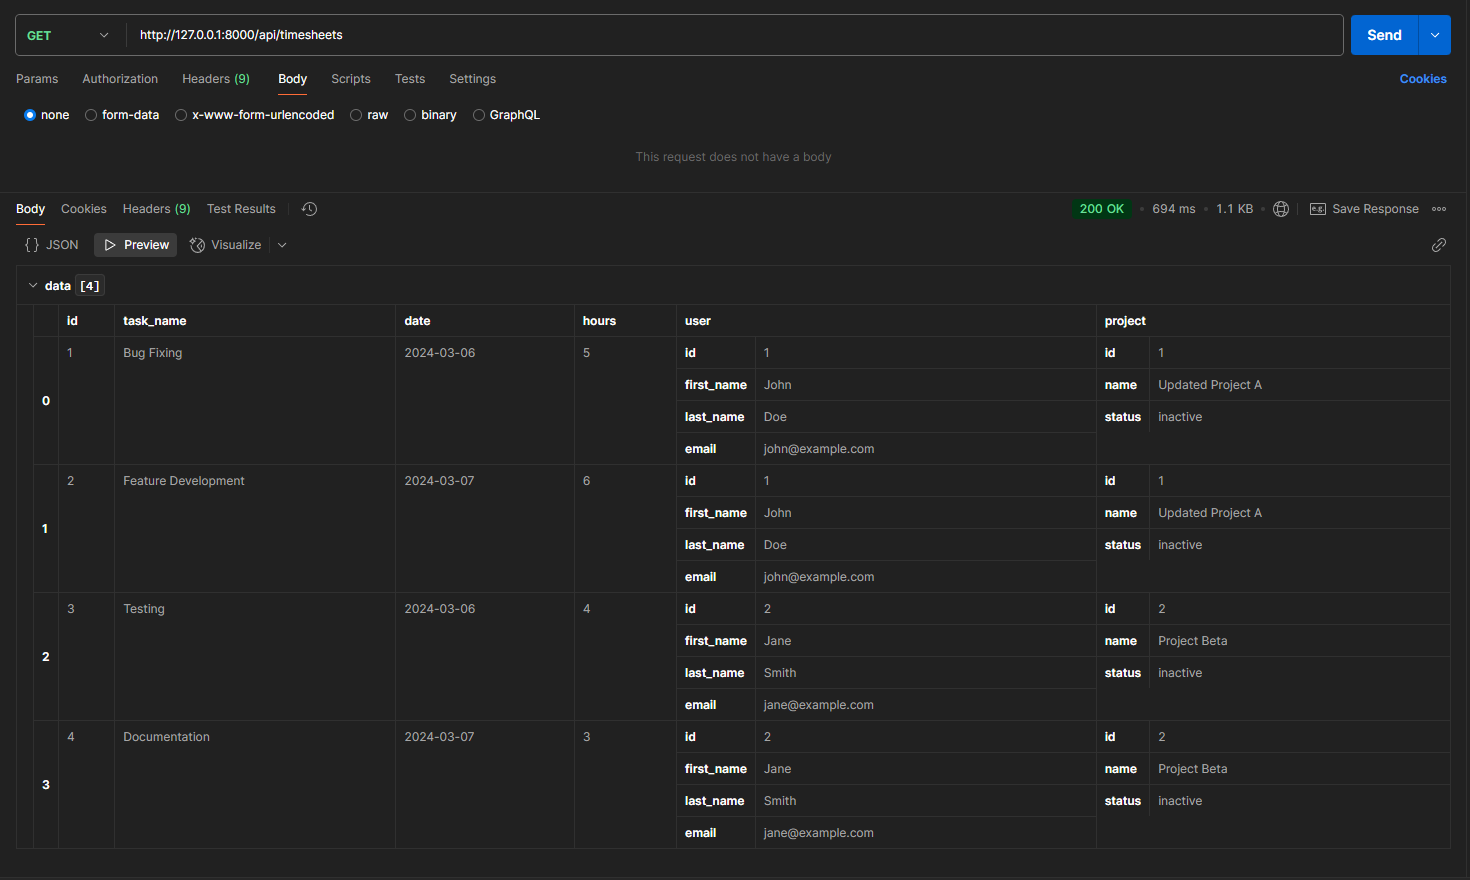 GET http://127.0.0.1:8000/api/timesheets Send
Params Authorization Headers (9) Body Scripts Tests Settings Cookies
none form-data x-www-form-urlencoded raw binary GraphQL
This request does not have a body
Body Cookies Headers (9) Test Results 200 OK • 694 ms • 1.1 KB • e.g. Save Response
{} JSON Preview Visualize
data [4]
id task_name date hours user project
0 1 Bug Fixing 2024-03-06 5 id 1 id 1
first_name John name Updated Project A
last_name Doe status inactive
email john@example.com
1 2 Feature Development 2024-03-07 6 id 1 id 1
first_name John name Updated Project A
last_name Doe status inactive
email john@example.com
2 3 Testing 2024-03-06 4 id 2 id 2
first_name Jane name Project Beta
last_name Smith status inactive
email jane@example.com
3 4 Documentation 2024-03-07 3 id 2 id 2
first_name Jane name Project Beta
last_name Smith status inactive
email jane@example.com